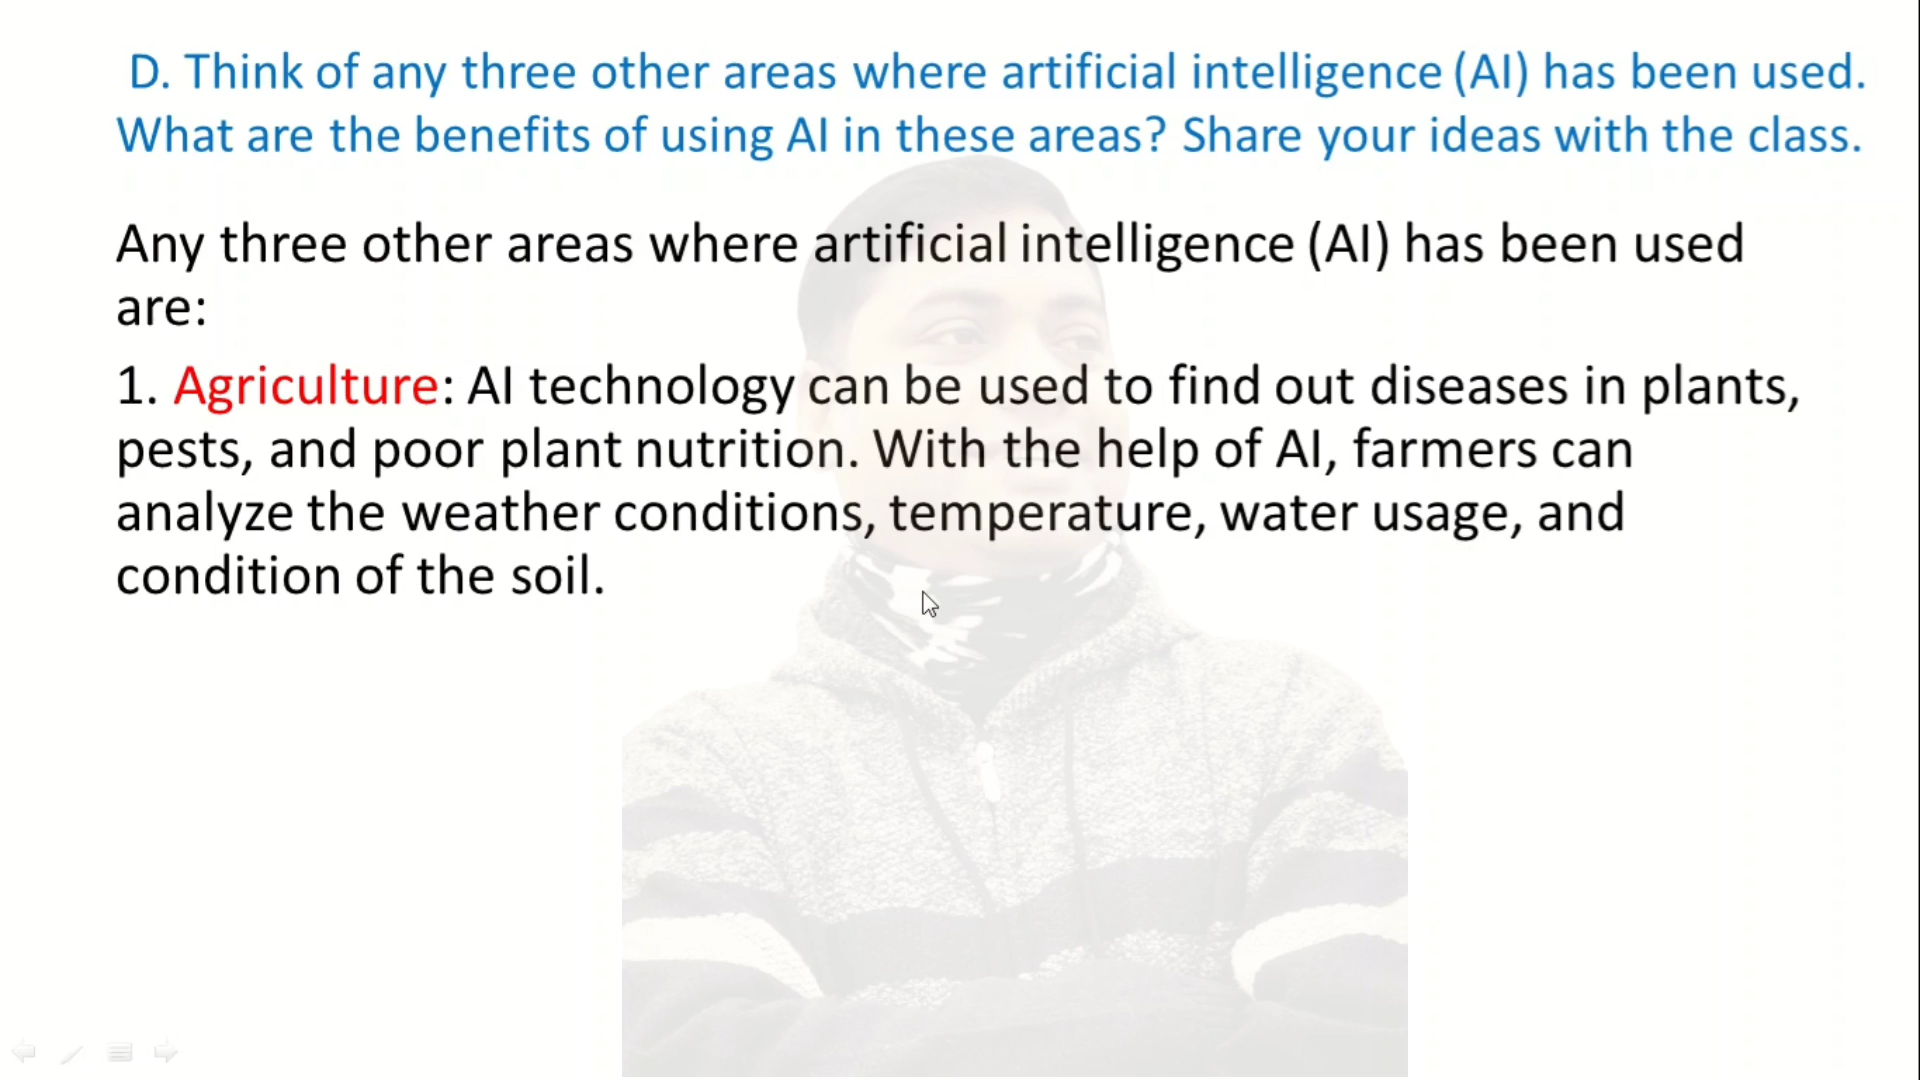 D. Think of any three other areas where artificial intelligence (AI) has been used.
What are the benefits of using AI in these areas? Share your ideas with the class.
Any three other areas where artificial intelligence (AI) has been used
are:
1. Agriculture: AI technology can be used to find out diseases in plants,
pests, and poor plant nutrition. With the help of AI, farmers can
analyze the weather conditions, temperature, water usage, and
condition of the soil.